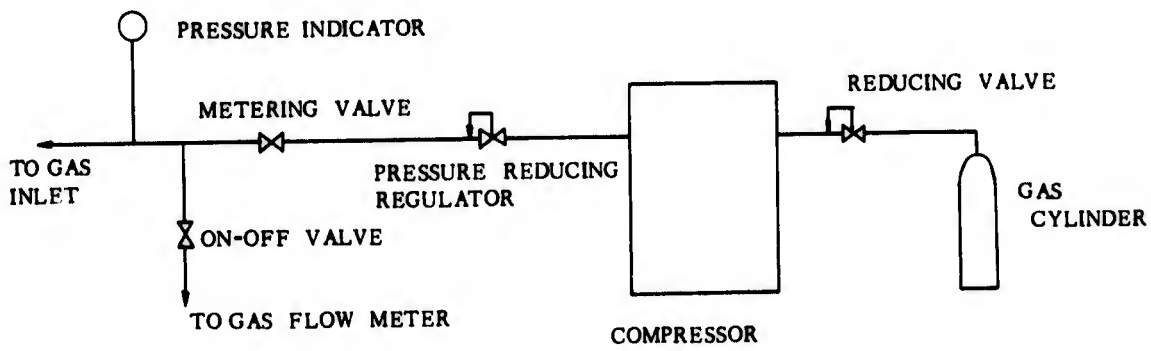 PRESSURE INDICATOR
REDUCING VALVE
METERING VALVE
TO GAS
INLET
PRESSURE REDUCING
REGULATOR
GAS
CYLINDER
ON-OFF VALVE
TO GAS FLOW METER
COMPRESSOR